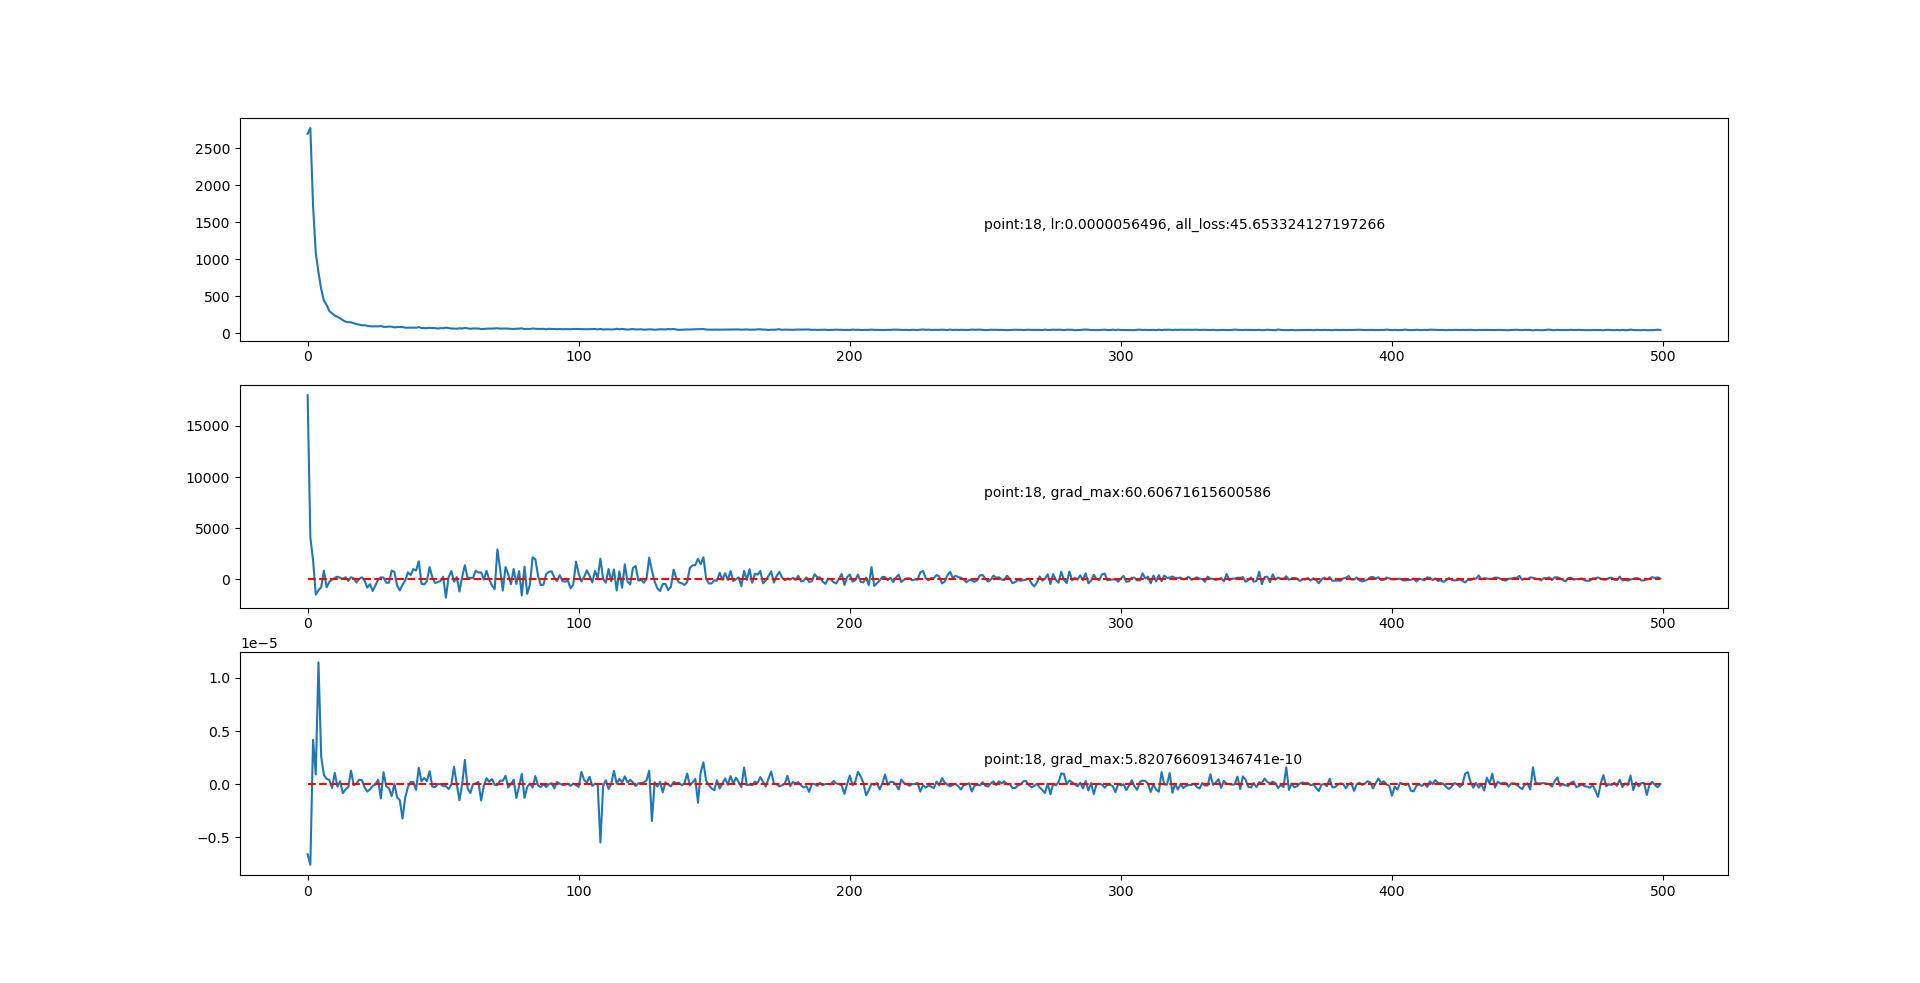 2500
2000
1500
1000
500
0
point:18, lr:0.0000056496, all_loss:45.653324127197266
0 100 200 300 400 500
15000
10000
5000
0
point:18, grad_max:60.60671615600586
0 100 200 300 400 500
1e−5
1.0
0.5
0.0
−0.5
point:18, grad_max:5.820766091346741e-10
0 100 200 300 400 500